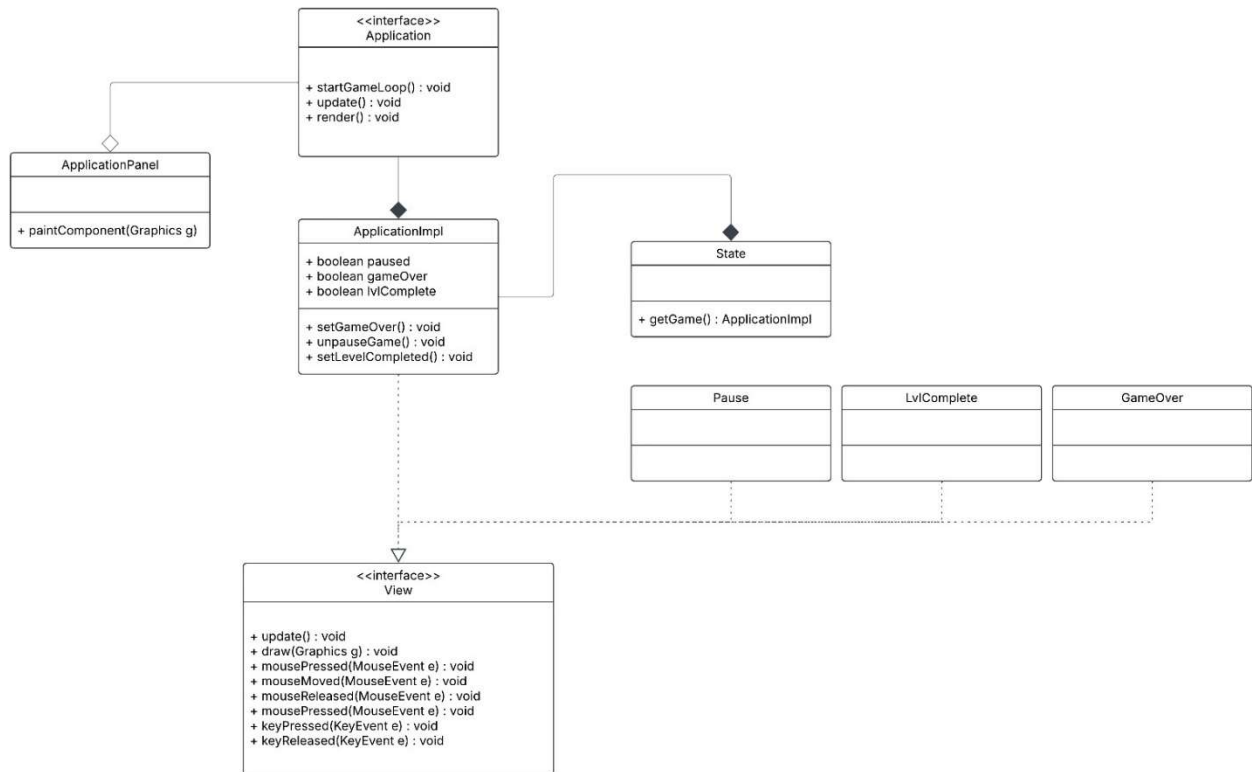 <<interface>>
Application
+ startGameLoop() : void
+ update() : void
+ render() : void
ApplicationPanel
+ paintComponent(Graphics g)
ApplicationImpl
+ boolean paused
+ boolean gameOver
+ boolean lvlComplete
+ setGameOver() : void
+ unpauseGame() : void
+ setLevelCompleted() : void
State
+ getGame() : ApplicationImpl
Pause
LvlComplete
GameOver
<<interface>>
View
+ update() : void
+ draw(Graphics g) : void
+ mousePressed(MouseEvent e) : void
+ mouseMoved(MouseEvent e) : void
+ mouseReleased(MouseEvent e) : void
+ mousePressed(MouseEvent e) : void
+ keyPressed(KeyEvent e) : void
+ keyReleased(KeyEvent e) : void